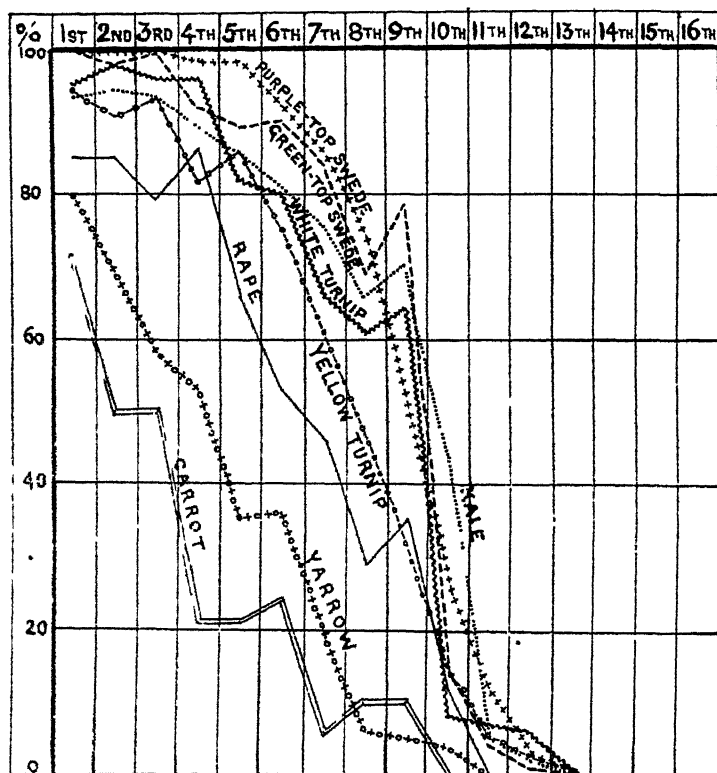 % 1ST 2ND 3RD 4TH 5TH 6TH 7TH 8TH 9TH 10TH 11TH 12TH 13TH 14TH 15TH 16TH
100
80
60
40
20
0
PURPLE-TOP SWEDE
GREEN-TOP SWEDE
WHITE TURNIP
RAPE
YELLOW TURNIP
KALE
CARROT
YARROW